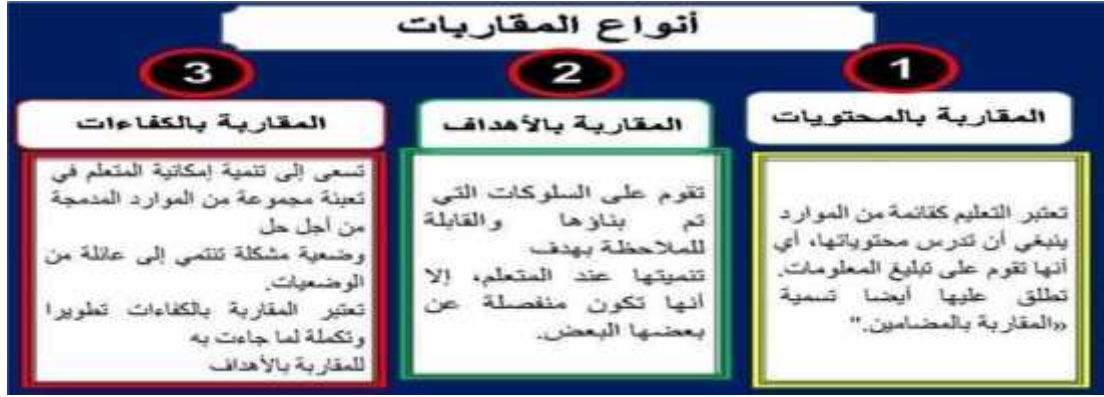 أنواع المقاربات
1
المقاربة بالمحتويات
تعتبر التعليم كقائمة من الموارد
ينبغي أن تدرس محتوياتها، أي
أنها تقوم على تبليغ المعلومات.
تطلق عليها أيضا تسمية
«المقاربة بالمضامين."
2
المقاربة بالأهداف
تقوم على السلوكات التي
تم بناؤها والقابلة
للملاحظة بهدف
تنميتها عند المتعلم، إلا
أنها تكون منفصلة عن
بعضها البعض.
3
المقاربة بالكفاءات
تسعى إلى تنمية إمكانية المتعلم في
تعبئة مجموعة من الموارد المدمجة
من أجل حل
وضعية مشكلة تنتمي إلى عائلة من
الوضعيات.
تعتبر المقاربة بالكفاءات تطويرا
وتكملة لما جاءت به
للمقاربة بالأهداف